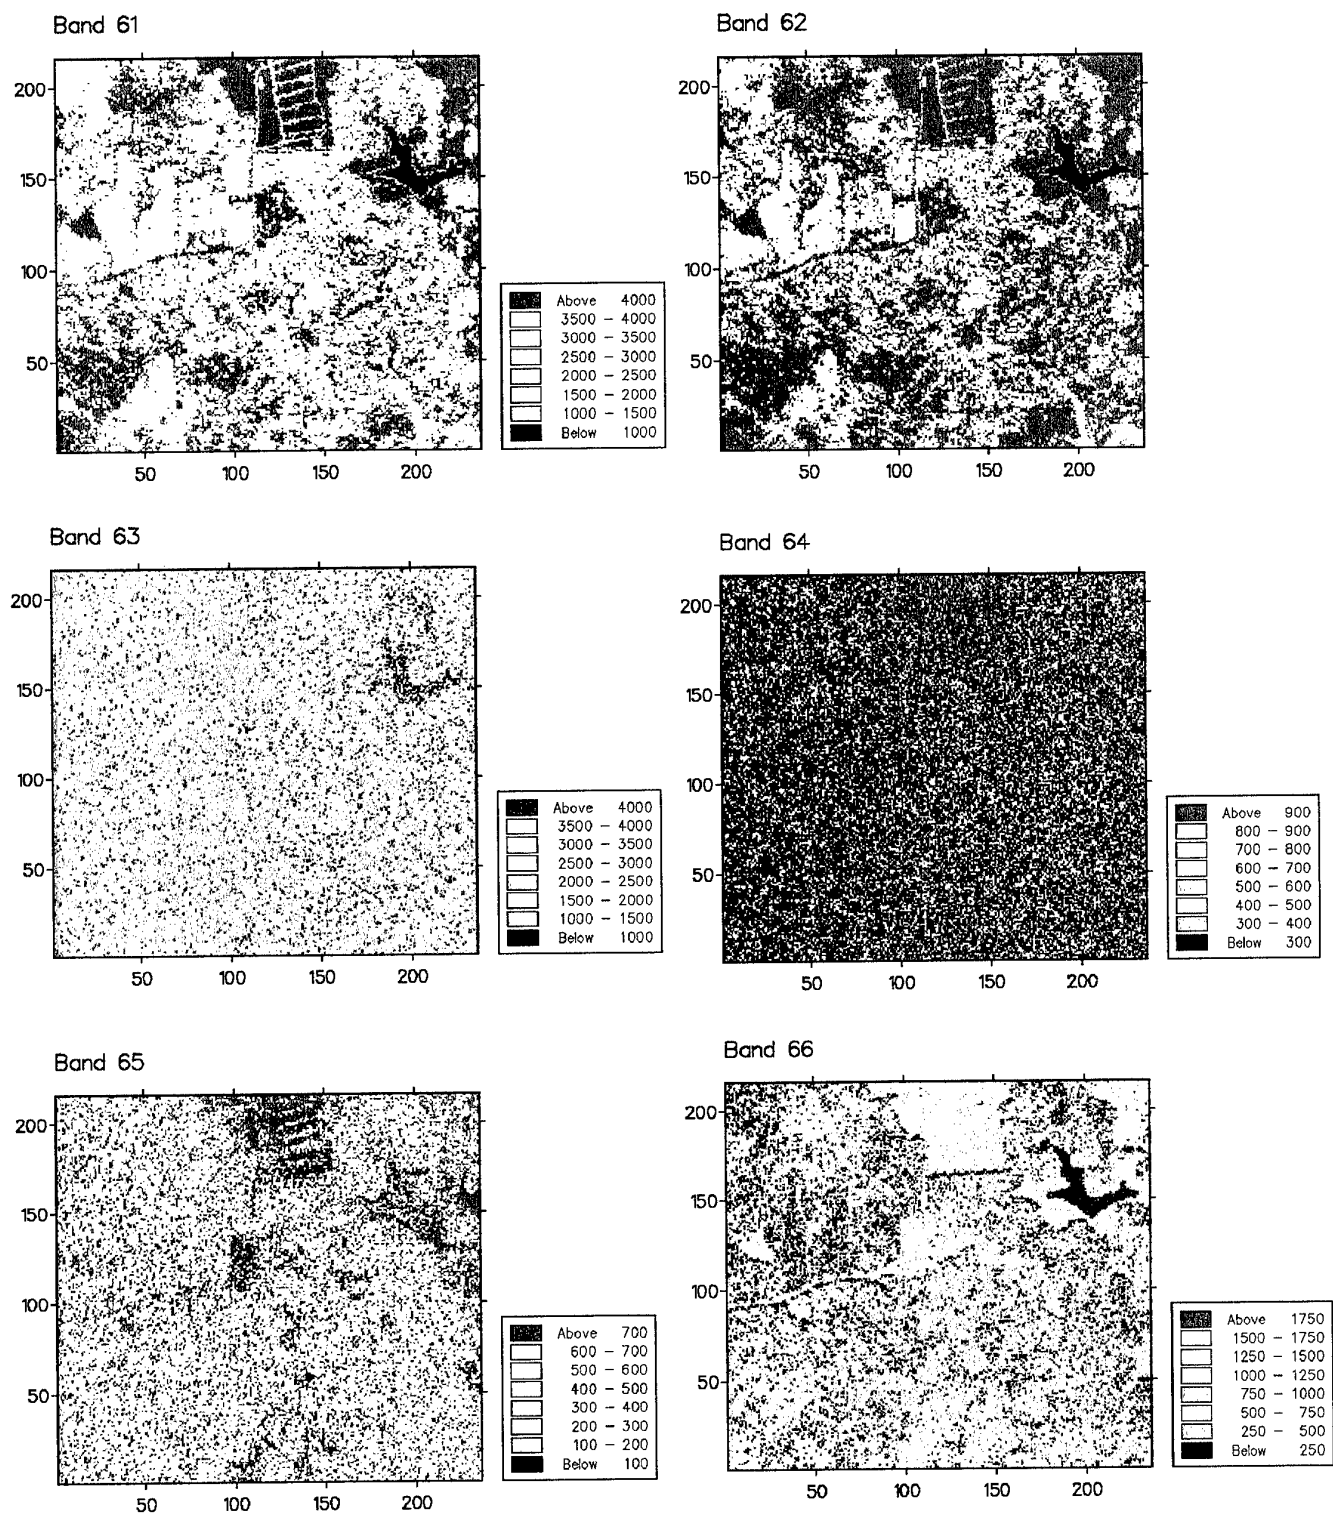 Band 61
Band 62
200
150
100
50
50 100 150 200
200
150
100
50
50 100 150 200
Above 4000
3500 - 4000
3000 - 3500
2500 - 3000
2000 - 2500
1500 - 2000
1000 - 1500
Below 1000
Band 63
Band 64
200
150
100
50
50 100 150 200
Above 4000
3500 - 4000
3000 - 3500
2500 - 3000
2000 - 2500
1500 - 2000
1000 - 1500
Below 1000
200
150
100
50
50 100 150 200
Above 900
800 - 900
700 - 800
600 - 700
500 - 600
400 - 500
300 - 400
Below 300
Band 65
Band 66
200
150
100
50
50 100 150 200
Above 700
600 - 700
500 - 600
400 - 500
300 - 400
200 - 300
100 - 200
Below 100
200
150
100
50
50 100 150 200
Above 1750
1500 - 1750
1250 - 1500
1000 - 1250
750 - 1000
500 - 750
250 - 500
Below 250